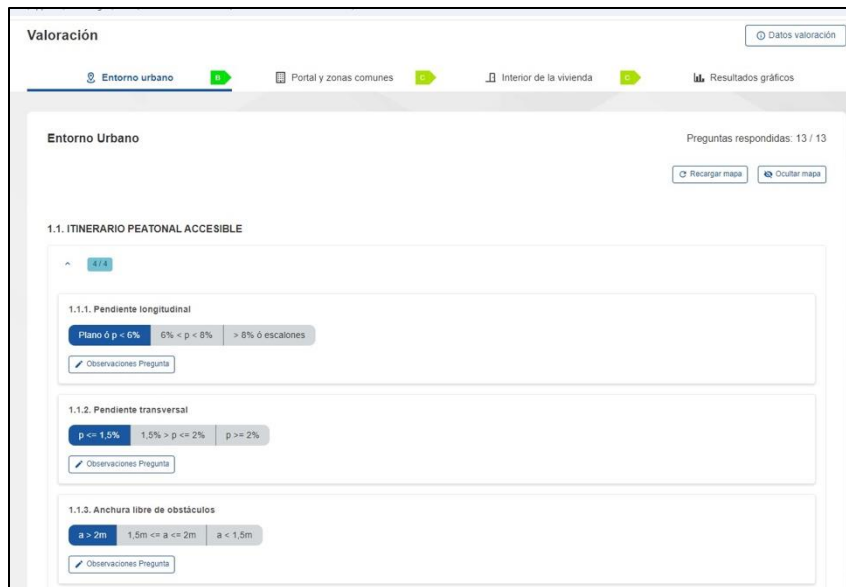 Valoración
Datos valoración
Entorno urbano B Portal y zonas comunes C Interior de la vivienda C Resultados gráficos
Entorno Urbano
Preguntas respondidas: 13 / 13
Recargar mapa Ocultar mapa
1.1. ITINERARIO PEATONAL ACCESIBLE
4 / 4
1.1.1. Pendiente longitudinal
Plano ó p < 6% 6% < p < 8% > 8% ó escalones
Observaciones Pregunta
1.1.2. Pendiente transversal
p <= 1,5% 1,5% > p <= 2% p >= 2%
Observaciones Pregunta
1.1.3. Anchura libre de obstáculos
a > 2m 1,5m <= a <= 2m a < 1,5m
Observaciones Pregunta